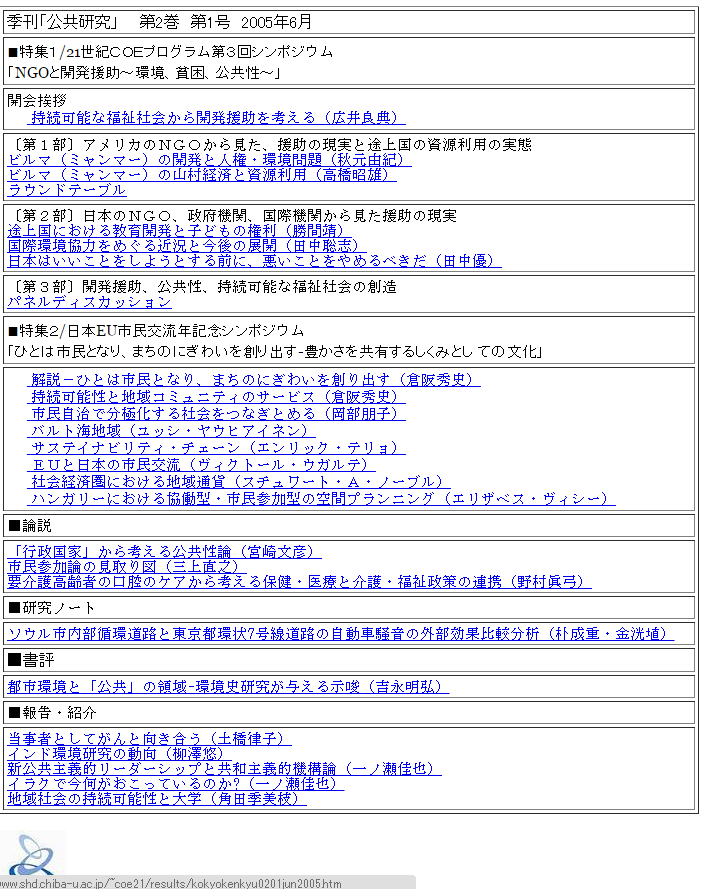 季刊「公共研究」　第2巻 第1号 2005年6月
■特集1/21世紀COEプログラム第3回シンポジウム
「NGOと開発援助～環境、貧困、公共性～」
開会挨拶
持続可能な福祉社会から開発援助を考える（広井良典）
〔第１部〕アメリカのＮＧＯから見た、援助の現実と途上国の資源利用の実態
ビルマ（ミャンマー）の開発と人権・環境問題（秋元由紀）
ビルマ（ミャンマー）の山村経済と資源利用（高橋昭雄）
ラウンドテーブル
〔第２部〕日本のＮＧＯ、政府機関、国際機関から見た援助の現実
途上国における教育開発と子どもの権利（勝間靖）
国際環境協力をめぐる近況と今後の展開（田中聡志）
日本はいいことをしようとする前に、悪いことをやめるべきだ（田中優）
〔第３部〕開発援助、公共性、持続可能な福祉社会の創造
パネルディスカッション
■特集2/日本EU市民交流年記念シンポジウム
「ひとは市民となり、まちのにぎわいを創り出す-豊かさを共有するしくみとしての文化」
解説－ひとは市民となり、まちのにぎわいを創り出す（倉阪秀史）
持続可能性と地域コミュニティのサービス（倉阪秀史）
市民自治で分極化する社会をつなぎとめる（岡部朋子）
バルト海地域（ユッシ・ヤウヒアイネン）
サステイナビリティ・チェーン（エンリック・テリョ）
ＥＵと日本の市民交流（ヴィクトール・ウガルテ）
社会経済圏における地域通貨（スチュワート・Ａ・ノーブル）
ハンガリーにおける協働型・市民参加型の空間プランニング（エリザベス・ヴィシー）
■論説
「行政国家」から考える公共性論（宮崎文彦）
市民参加論の見取り図（三上直之）
要介護高齢者の口腔のケアから考える保健・医療と介護・福祉政策の連携（野村眞弓）
■研究ノート
ソウル市内部循環道路と東京都環状7号線道路の自動車騒音の外部効果比較分析（朴成重・金洸埴）
■書評
都市環境と「公共」の領域-環境史研究が与える示唆（吉永明弘）
■報告・紹介
当事者としてがんと向き合う（土橋律子）
インド環境研究の動向（柳澤悠）
新公共主義的リーダーシップと共和主義的機構論（一ノ瀬佳也）
イラクで今何がおこっているのか?（一ノ瀬佳也）
地域社会の持続可能性と大学（角田季美枝）
www.shd.chiba-u.ac.jp/~coe21/results/kokyokenkyu0201jun2005.htm